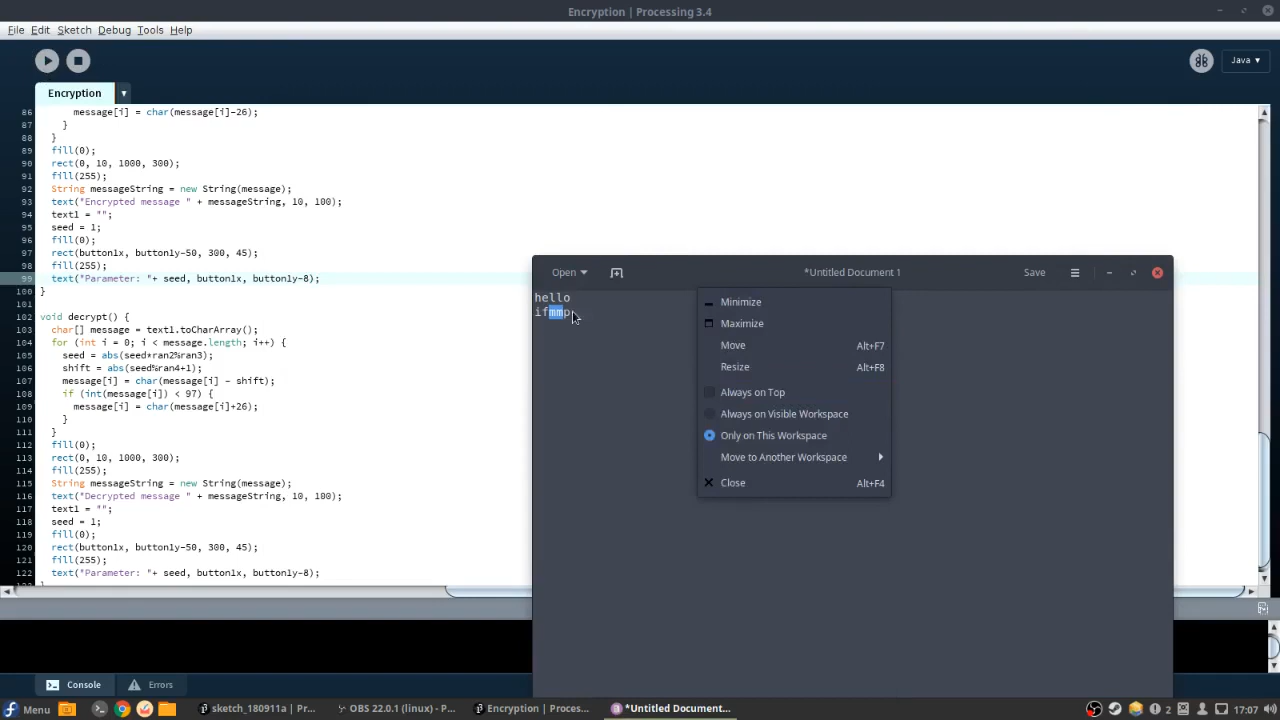 Encryption | Processing 3.4
File Edit Sketch Debug Tools Help
Java ▾
Encryption ▾
86 message[i] = char(message[i]-26);
87 }
88 }
89 fill(0);
90 rect(0, 10, 1000, 300);
91 fill(255);
92 String messageString = new String(message);
93 text("Encrypted message " + messageString, 10, 100);
94 text1 = "";
95 seed = 1;
96 fill(0);
97 rect(button1x, button1y-50, 300, 45);
98 fill(255);
99 text("Parameter: "+ seed, button1x, button1y-8);
100 }
101
102 void decrypt() {
103 char[] message = text1.toCharArray();
104 for (int i = 0; i < message.length; i++) {
105 seed = abs(seed*ran2%ran3);
106 shift = abs(seed%ran4+1);
107 message[i] = char(message[i] - shift);
108 if (int(message[i]) < 97) {
109 message[i] = char(message[i]+26);
110 }
111 }
112 fill(0);
113 rect(0, 10, 1000, 300);
114 fill(255);
115 String messageString = new String(message);
116 text("Decrypted message " + messageString, 10, 100);
117 text1 = "";
118 seed = 1;
119 fill(0);
120 rect(button1x, button1y-50, 300, 45);
121 fill(255);
122 text("Parameter: "+ seed, button1x, button1y-8);
Open ▾ *Untitled Document 1 Save
hello
ifmmp
Minimize
Maximize
Move Alt+F7
Resize Alt+F8
Always on Top
Always on Visible Workspace
Only on This Workspace
Move to Another Workspace
Close Alt+F4
Console Errors
Menu sketch_180911a | Pr... OBS 22.0.1 (linux) - P... Encryption | Proces... *Untitled Document... 2 17:07